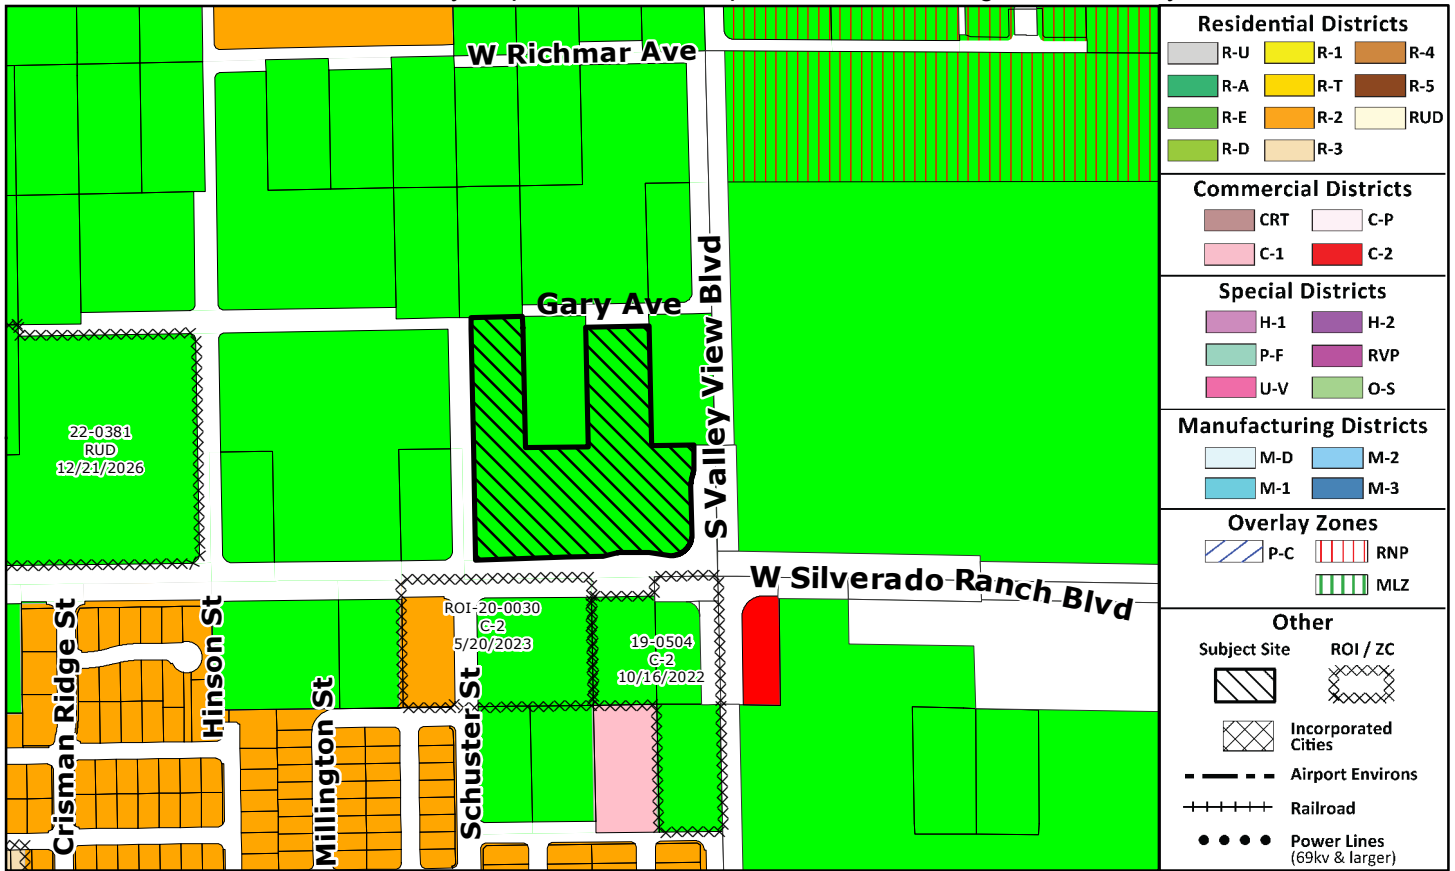 W Richmar Ave
Gary Ave
S Valley View Blvd
22-0381
RUD
12/21/2026
W Silverado Ranch Blvd
ROI-20-0030
C-2
5/20/2023
19-0504
C-2
10/16/2022
Crisman Ridge St
Hinson St
Millington St
Schuster St
Residential Districts
R-U R-1 R-4
R-A R-T R-5
R-E R-2 RUD
R-D R-3
Commercial Districts
CRT C-P
C-1 C-2
Special Districts
H-1 H-2
P-F RVP
U-V O-S
Manufacturing Districts
M-D M-2
M-1 M-3
Overlay Zones
P-C RNP
MLZ
Other
Subject Site ROI / ZC
Incorporated
Cities
Airport Environs
Railroad
Power Lines
(69kv & larger)